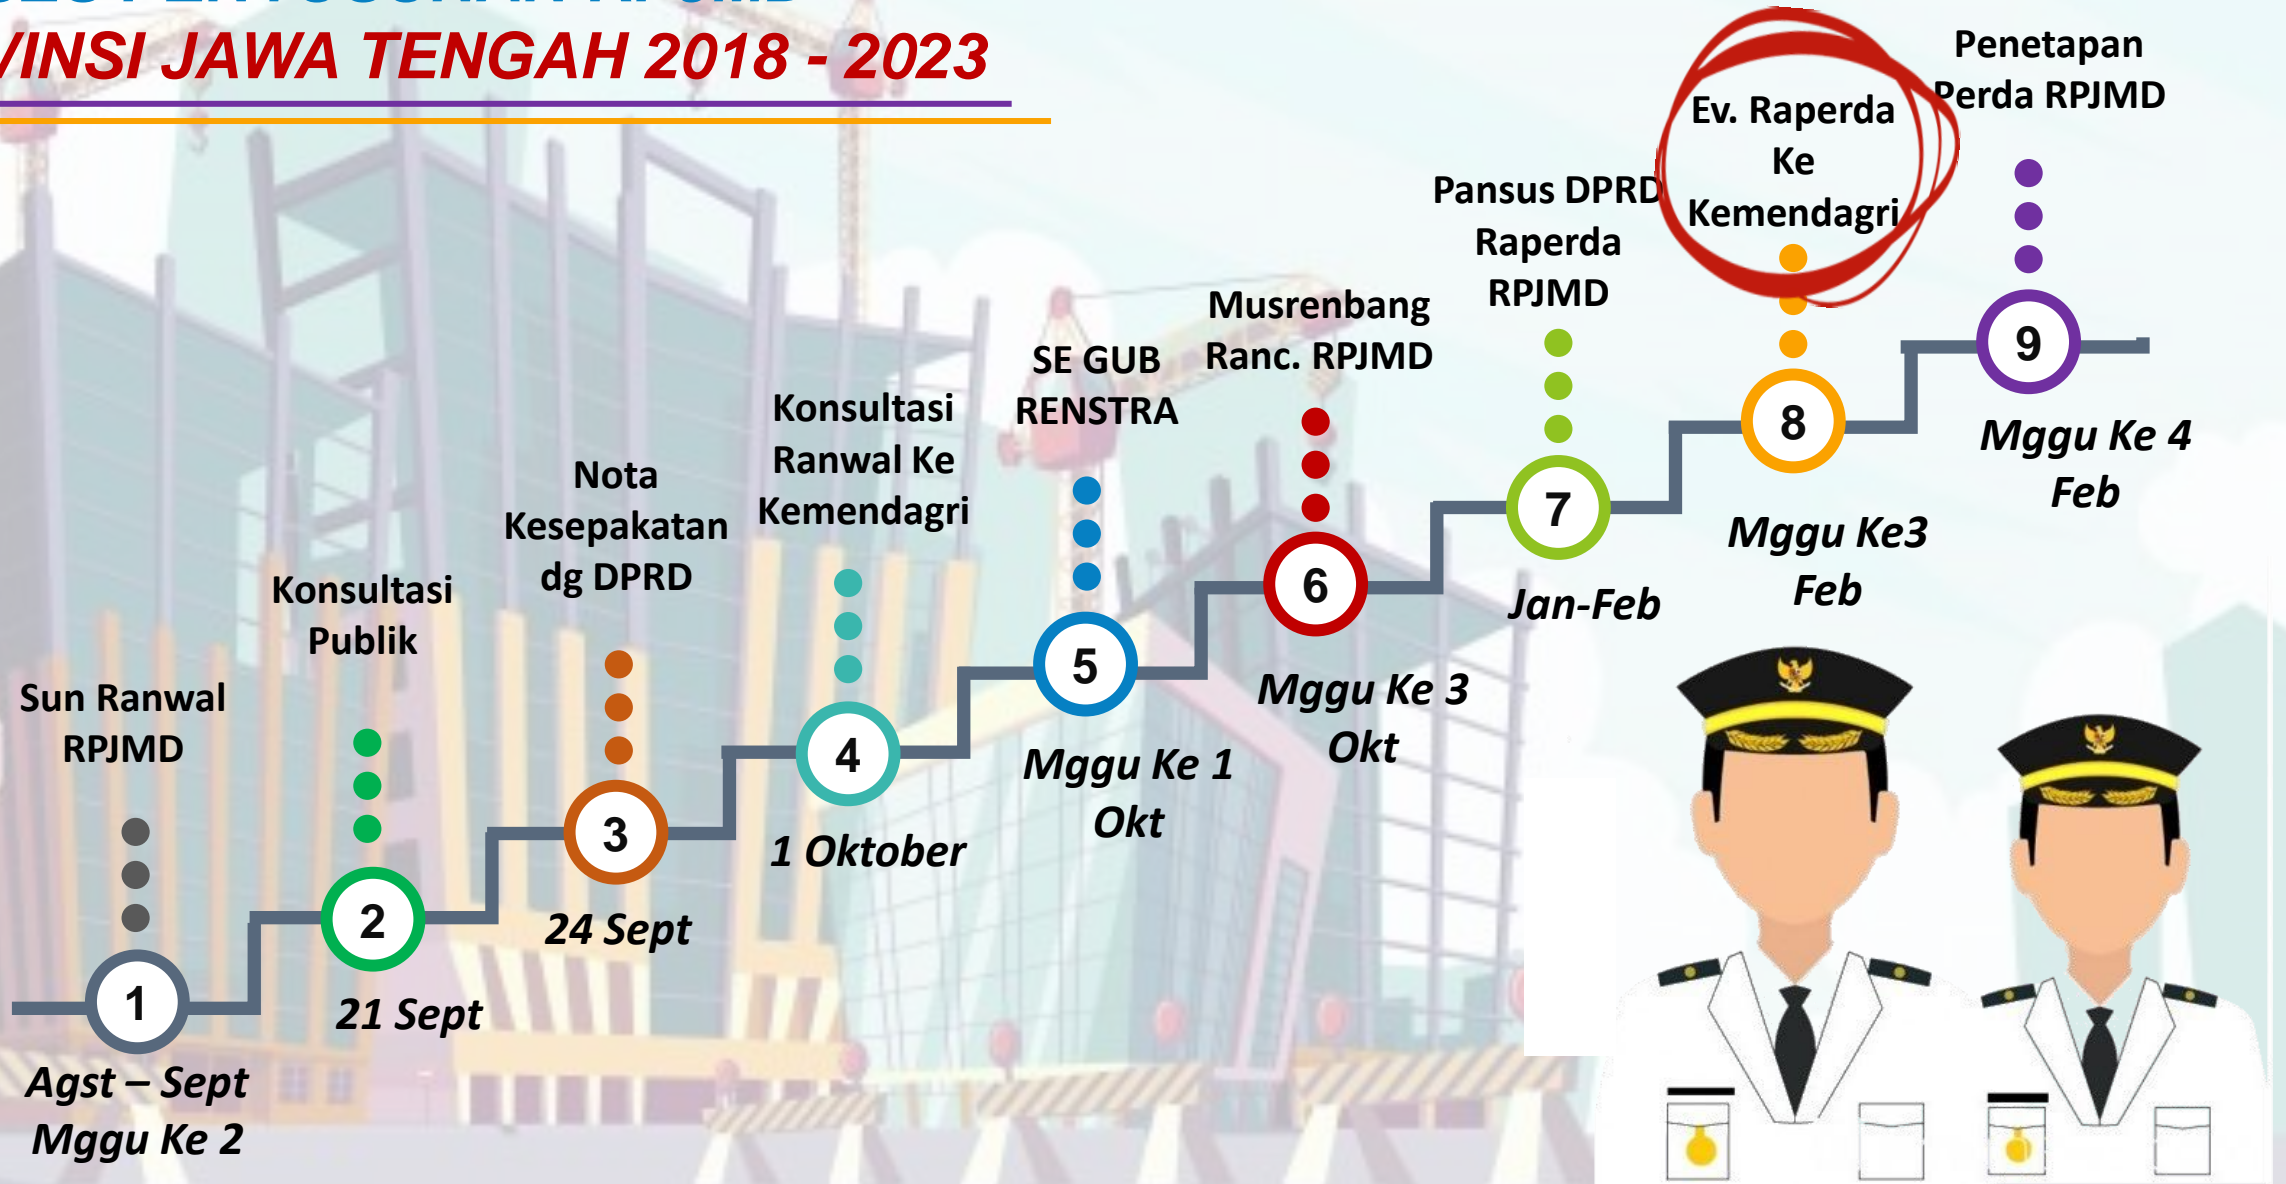 VINSI JAWA TENGAH 2018 - 2023
Sun Ranwal
RPJMD
1
Agst – Sept
Mggu Ke 2
Konsultasi
Publik
2
21 Sept
Nota
Kesepakatan
dg DPRD
3
24 Sept
Konsultasi
Ranwal Ke
Kemendagri
4
1 Oktober
SE GUB
RENSTRA
5
Mggu Ke 1
Okt
Musrenbang
Ranc. RPJMD
6
Mggu Ke 3
Okt
Pansus DPRD
Raperda
RPJMD
7
Jan-Feb
Ev. Raperda
Ke
Kemendagri
8
Mggu Ke3
Feb
Penetapan
Perda RPJMD
9
Mggu Ke 4
Feb